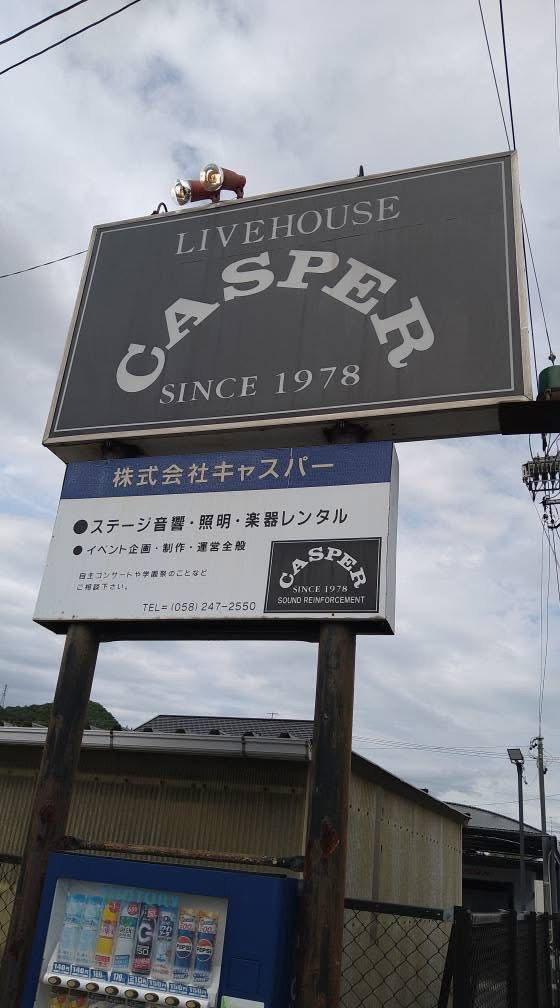 LIVEHOUSE
CASPER
SINCE 1978
株式会社キャスパー
●ステージ音響・照明・楽器レンタル
●イベント企画・制作・運営全般
自主コンサートや学園祭のことなど
ご相談下さい。
TEL=(058)247-2550
CASPER
SINCE 1978
SOUND REINFORCEMENT
PEPSI PEPSI